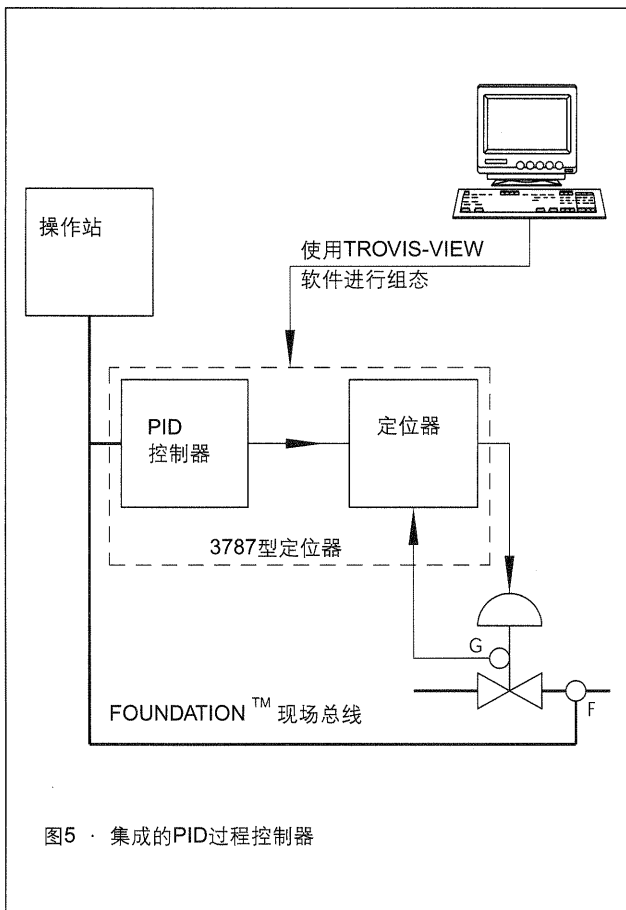 操作站
使用TROVIS-VIEW
软件进行组态
PID
控制器
定位器
3787型定位器
G
F
FOUNDATION™ 现场总线
图5 · 集成的PID过程控制器